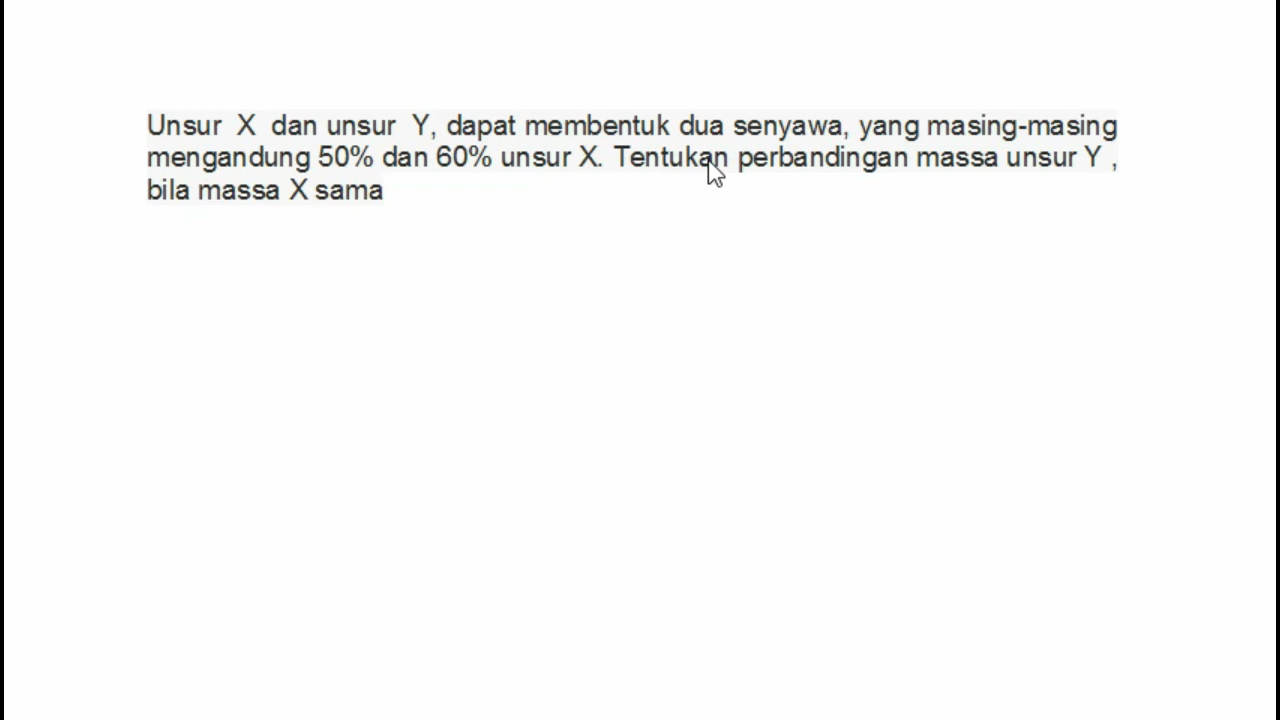 Unsur X dan unsur Y, dapat membentuk dua senyawa, yang masing-masing
mengandung 50% dan 60% unsur X. Tentukan perbandingan massa unsur Y ,
bila massa X sama